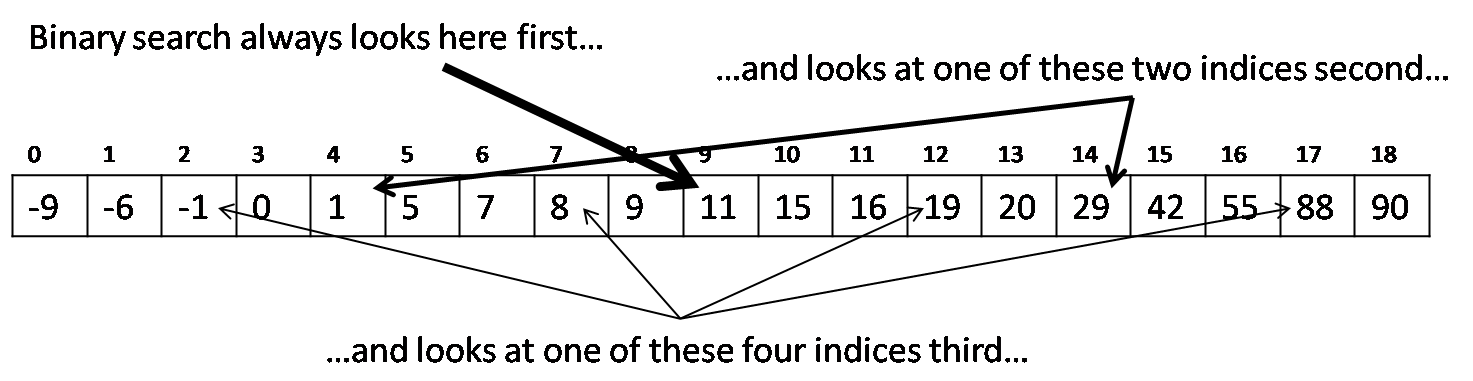 Binary search always looks here first...
...and looks at one of these two indices second...
0 1 2 3 4 5 6 7 8 9 10 11 12 13 14 15 16 17 18
-9 -6 -1 0 1 5 7 8 9 11 15 16 19 20 29 42 55 88 90
...and looks at one of these four indices third...